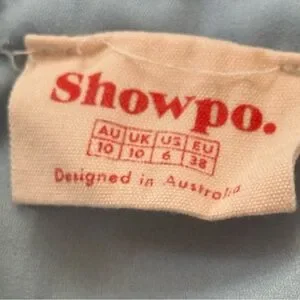 Showpo.
AU UK US EU
10 10 6 38
Designed in Australia